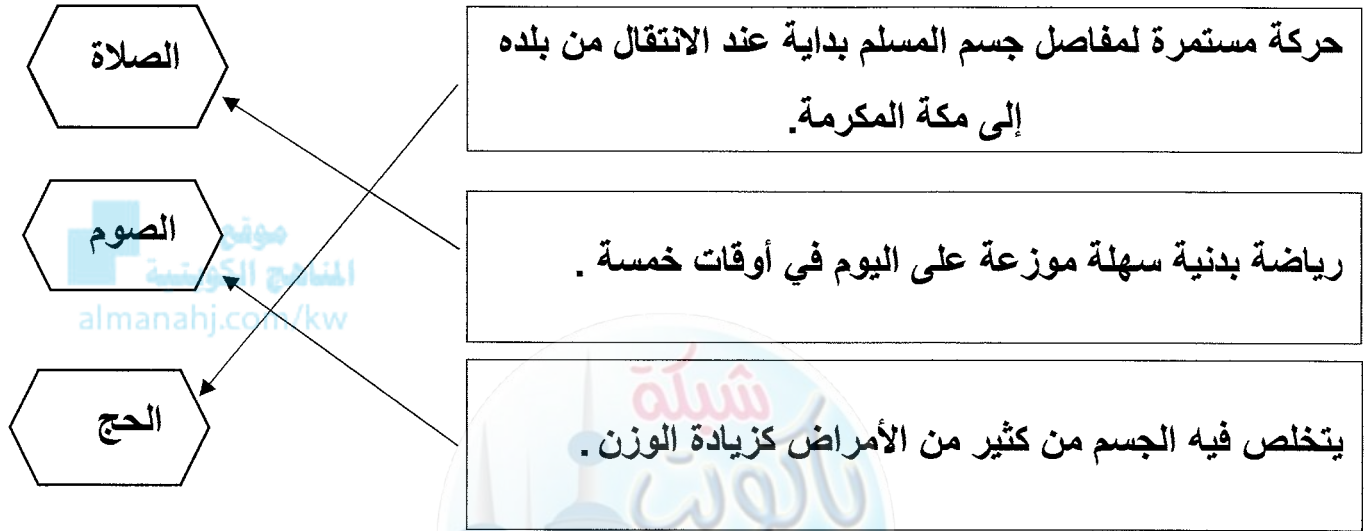 حركة مستمرة لمفاصل جسم المسلم بداية عند الانتقال من بلده
إلى مكة المكرمة.
الصلاة
رياضة بدنية سهلة موزعة على اليوم في أوقات خمسة .
الصوم
موقع
المناهج الكويتية
almanahj.com/kw
يتخلص فيه الجسم من كثير من الأمراض كزيادة الوزن .
الحج
شبكة
ياكويت